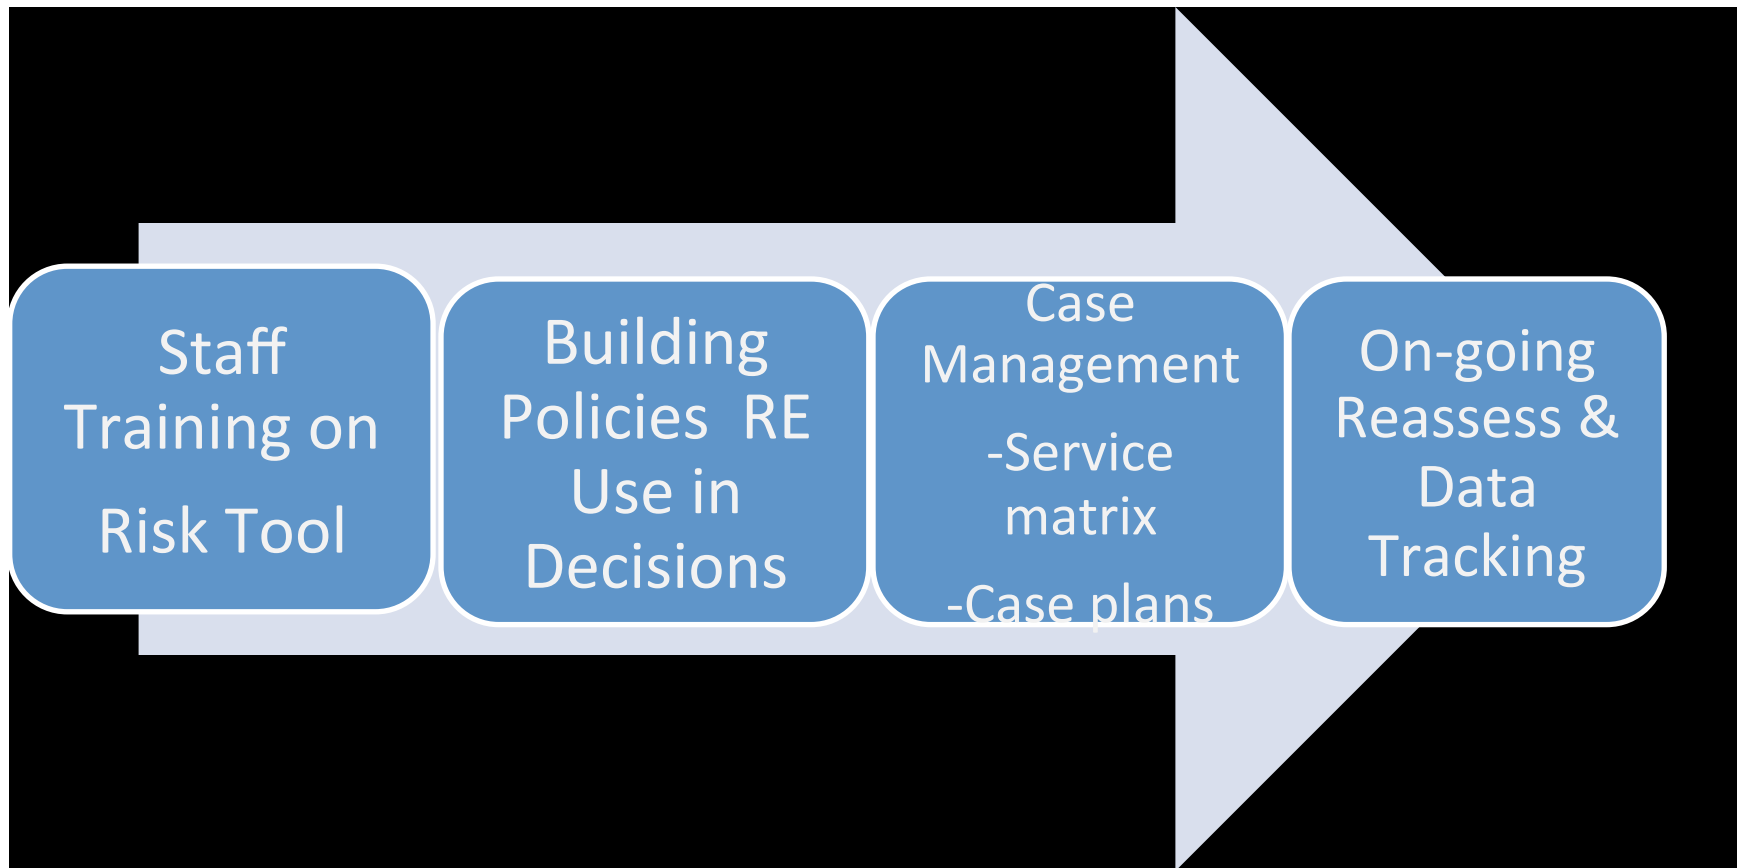 Staff
Training on
Risk Tool
Building
Policies  RE
Use in
Decisions
Case
Management
-Service
matrix
-Case plans
On-going
Reassess &
Data
Tracking